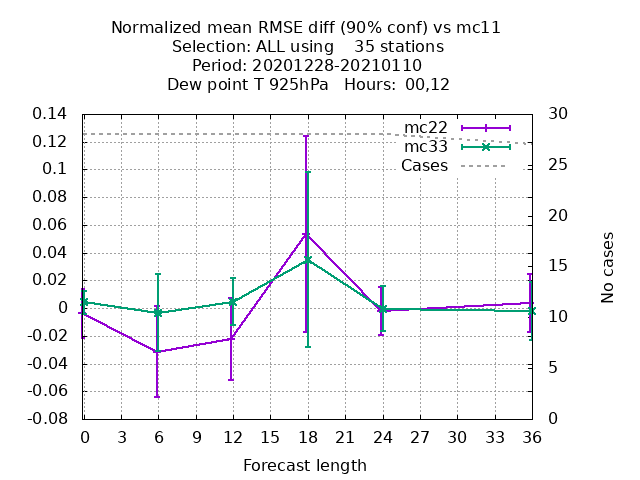 Normalized mean RMSE diff (90% conf) vs mc11
Selection: ALL using    35 stations
Period: 20201228-20210110
Dew point T 925hPa   Hours:  00,12
mc22
mc33
Cases
0.14
0.12
0.1
0.08
0.06
0.04
0.02
0
-0.02
-0.04
-0.06
-0.08
30
25
20
15
10
5
0
No cases
0 3 6 9 12 15 18 21 24 27 30 33 36
Forecast length